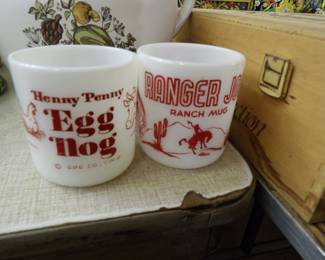 Henny Penny
Egg
Nog
RANGER JO
RANCH MUG